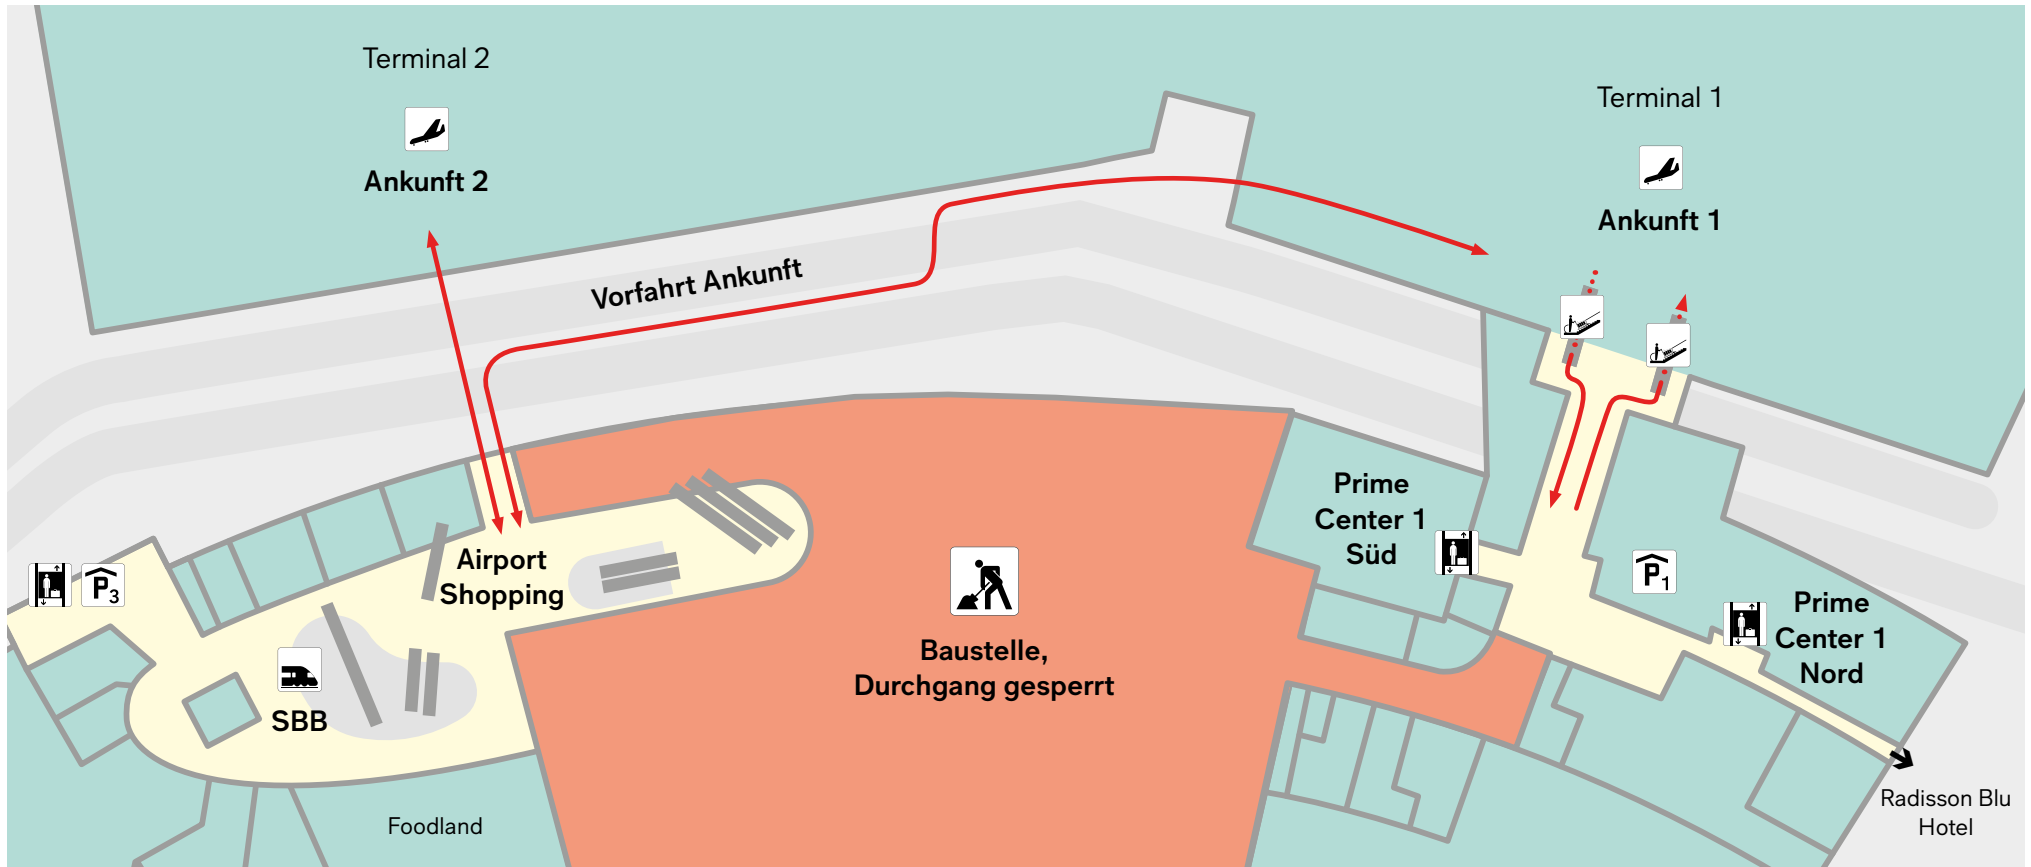 Terminal 2
Ankunft 2
Terminal 1
Ankunft 1
Vorfahrt Ankunft
Airport
Shopping
P3
SBB
Foodland
Baustelle,
Durchgang gesperrt
Prime
Center 1
Süd
P1
Prime
Center 1
Nord
Radisson Blu
Hotel